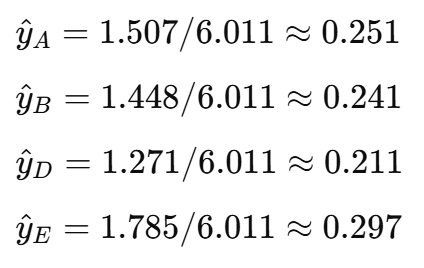 ŷ_A = 1.507/6.011 ≈ 0.251
ŷ_B = 1.448/6.011 ≈ 0.241
ŷ_D = 1.271/6.011 ≈ 0.211
ŷ_E = 1.785/6.011 ≈ 0.297